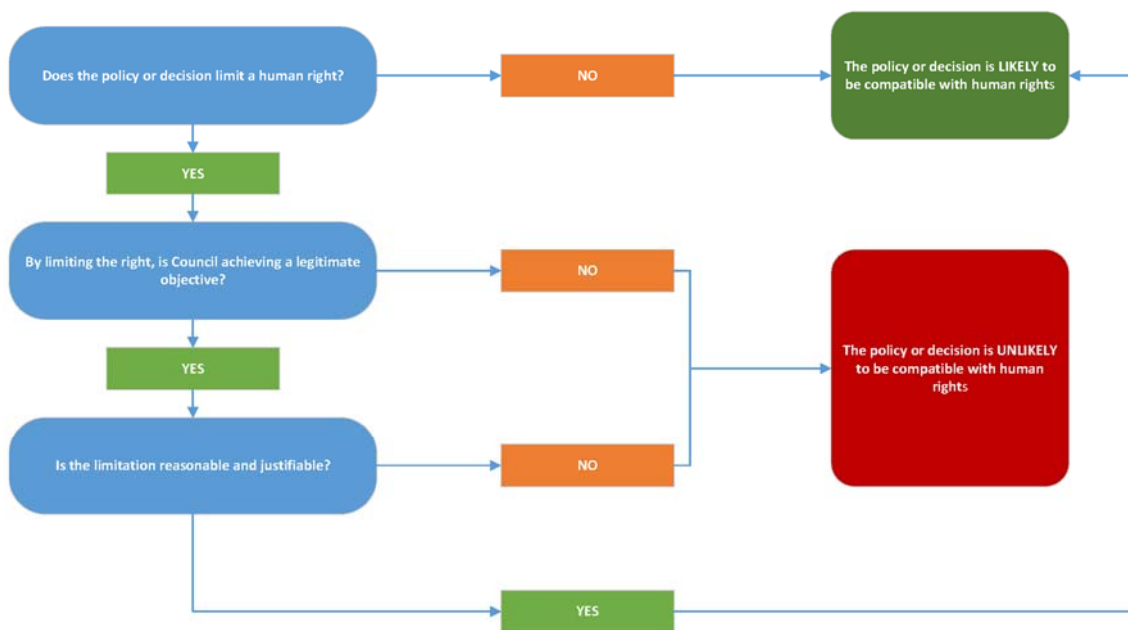 Does the policy or decision limit a human right?
NO
The policy or decision is LIKELY to
be compatible with human rights
YES
By limiting the right, is Council achieving a legitimate
objective?
NO
YES
The policy or decision is UNLIKELY
to be compatible with human
rights
Is the limitation reasonable and justifiable?
NO
YES